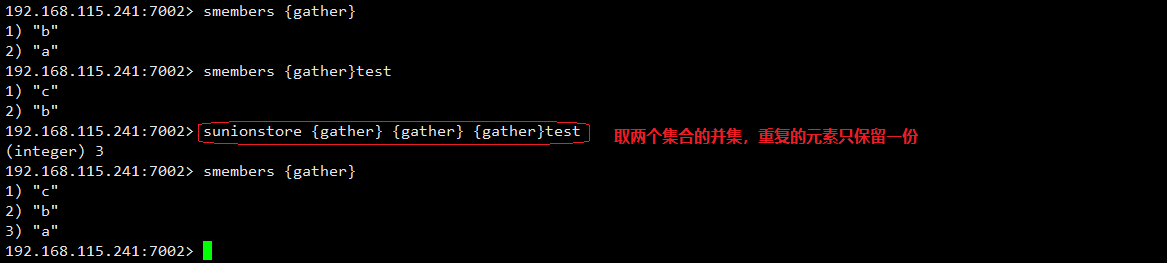 192.168.115.241:7002> smembers {gather}
1) "b"
2) "a"
192.168.115.241:7002> smembers {gather}test
1) "c"
2) "b"
192.168.115.241:7002> sunionstore {gather} {gather} {gather}test 取两个集合的并集，重复的元素只保留一份
(integer) 3
192.168.115.241:7002> smembers {gather}
1) "c"
2) "b"
3) "a"
192.168.115.241:7002>